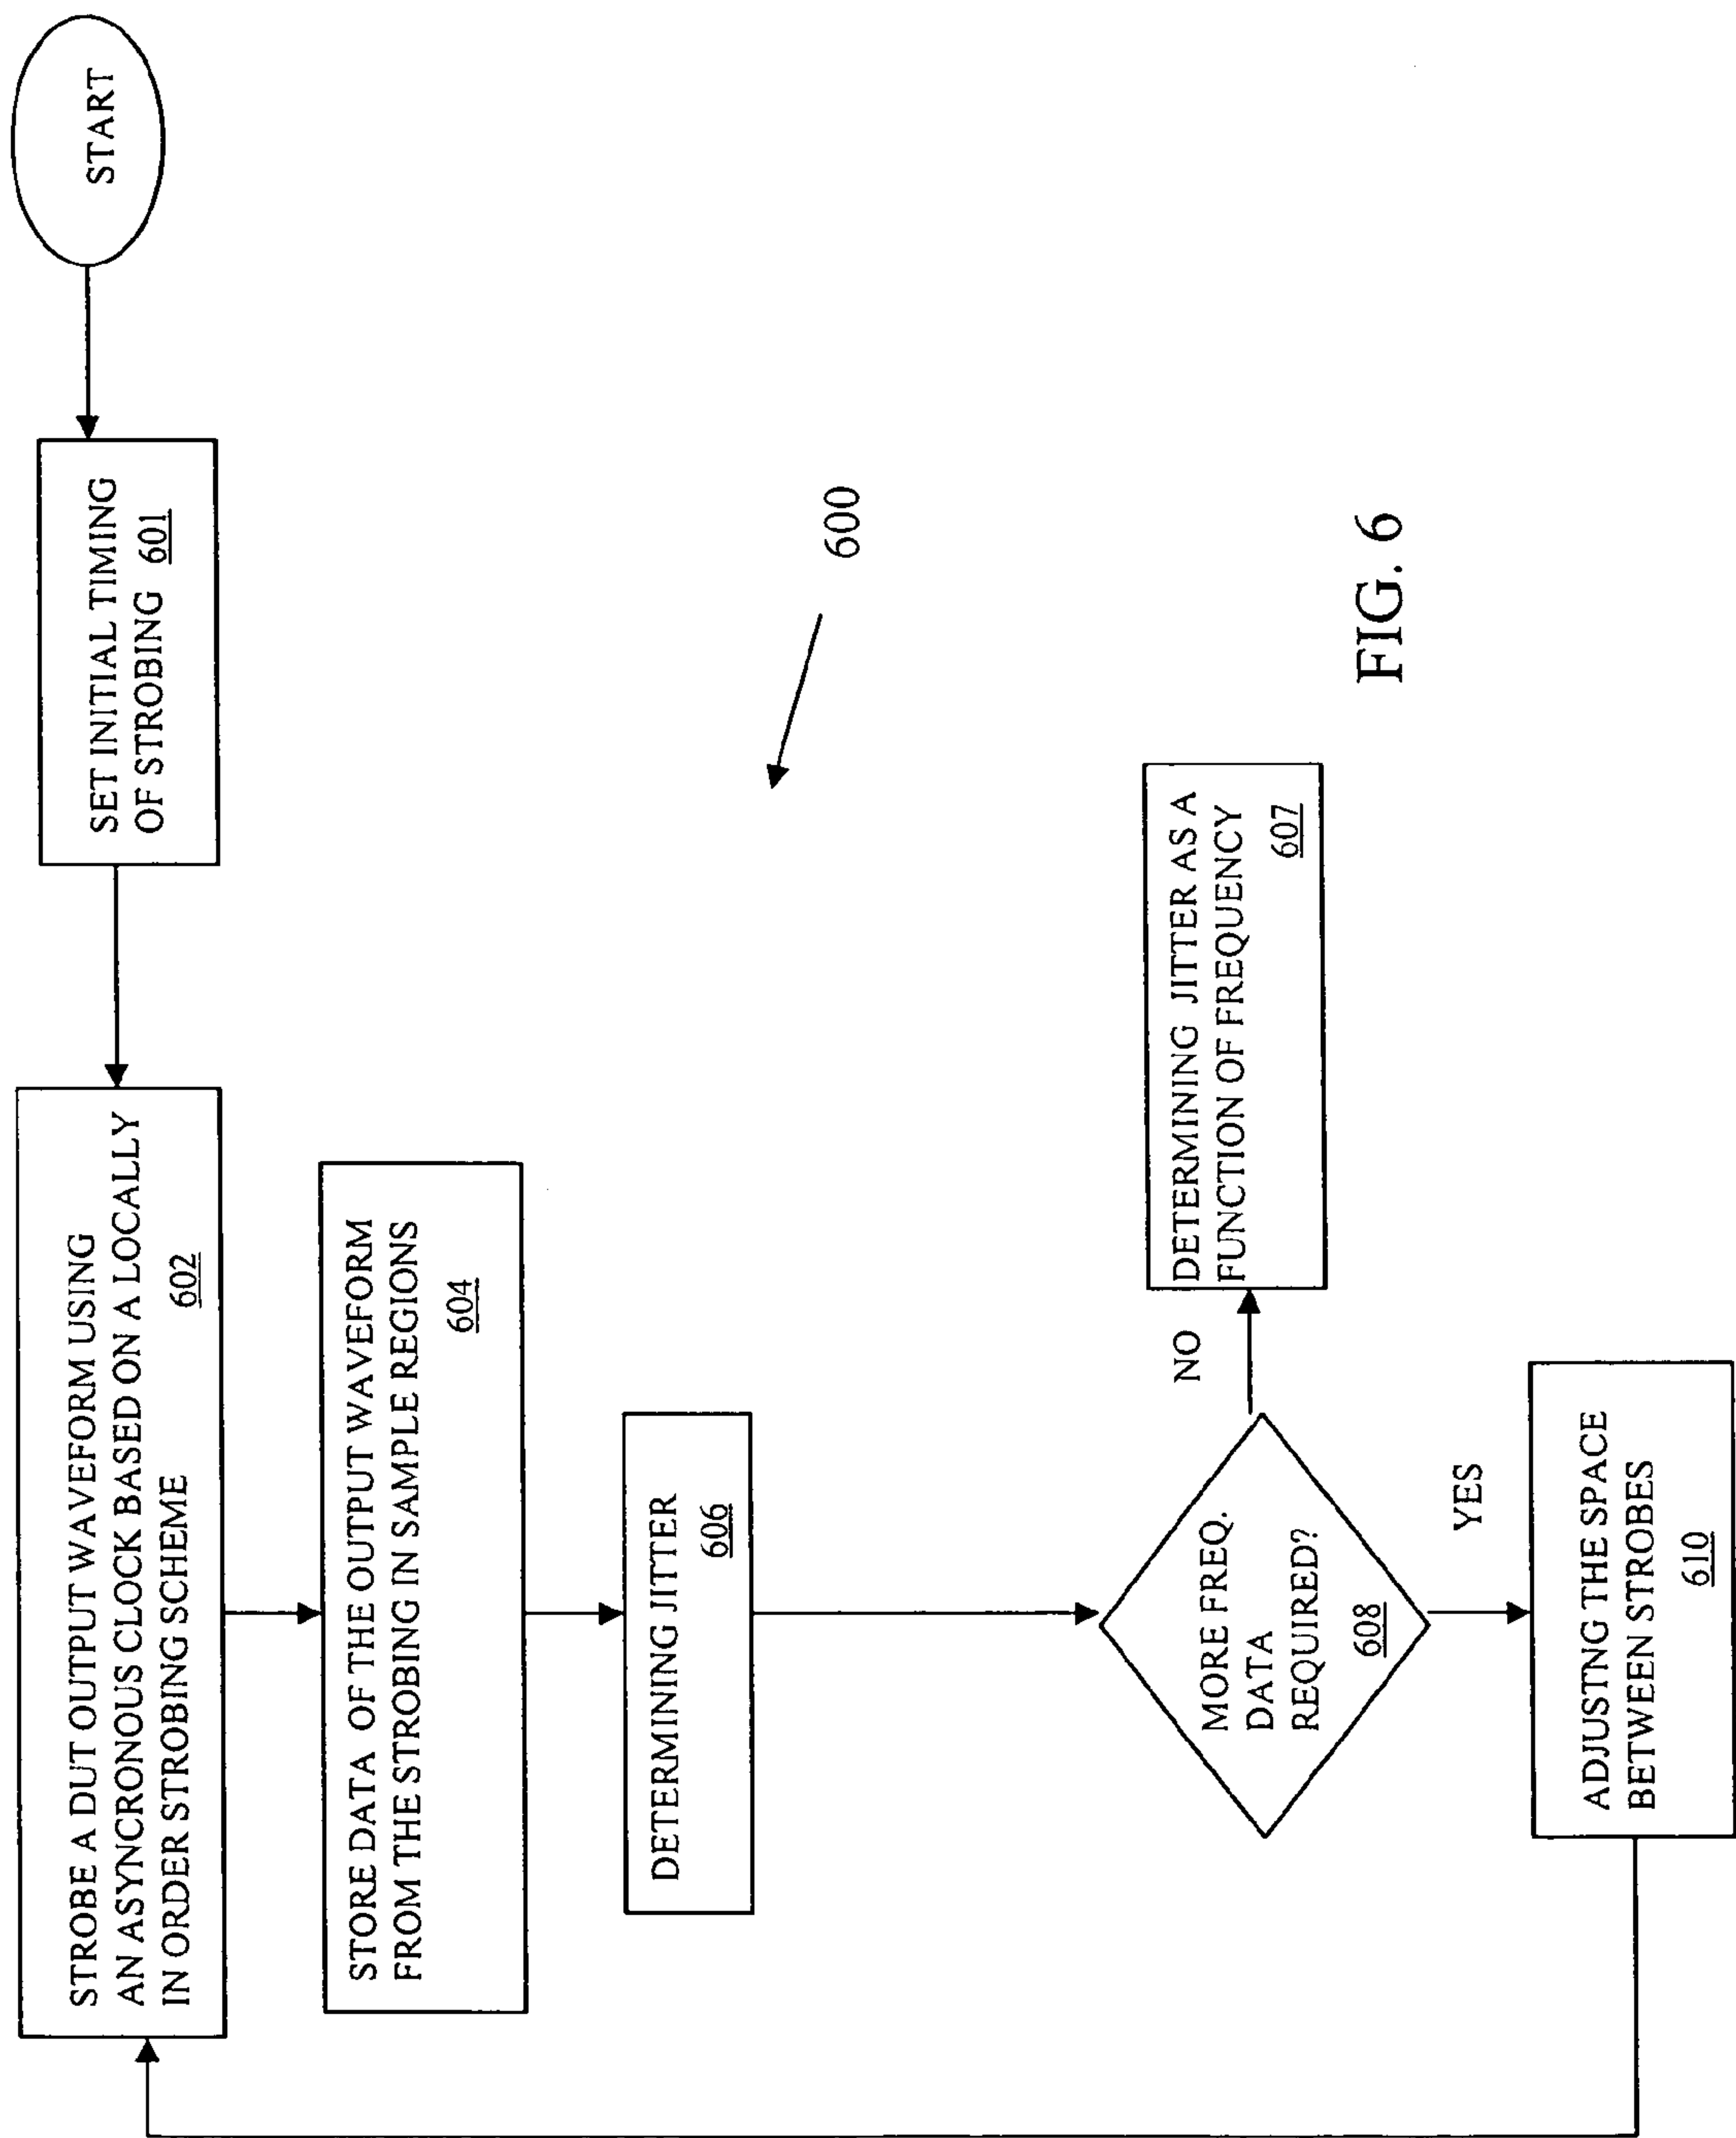 START
SET INITIAL TIMING
OF STROBING 601
STROBE A DUT OUTPUT WAVEFORM USING
AN ASYNCRONOUS CLOCK BASED ON A LOCALLY
IN ORDER STROBING SCHEME
602
STORE DATA OF THE OUTPUT WAVEFORM
FROM THE STROBING IN SAMPLE REGIONS
604
DETERMINING JITTER
606
MORE FREQ.
DATA
REQUIRED?
608
NO
DETERMINING JITTER AS A
FUNCTION OF FREQUENCY
607
YES
ADJUSTNG THE SPACE
BETWEEN STROBES
610
600
FIG. 6